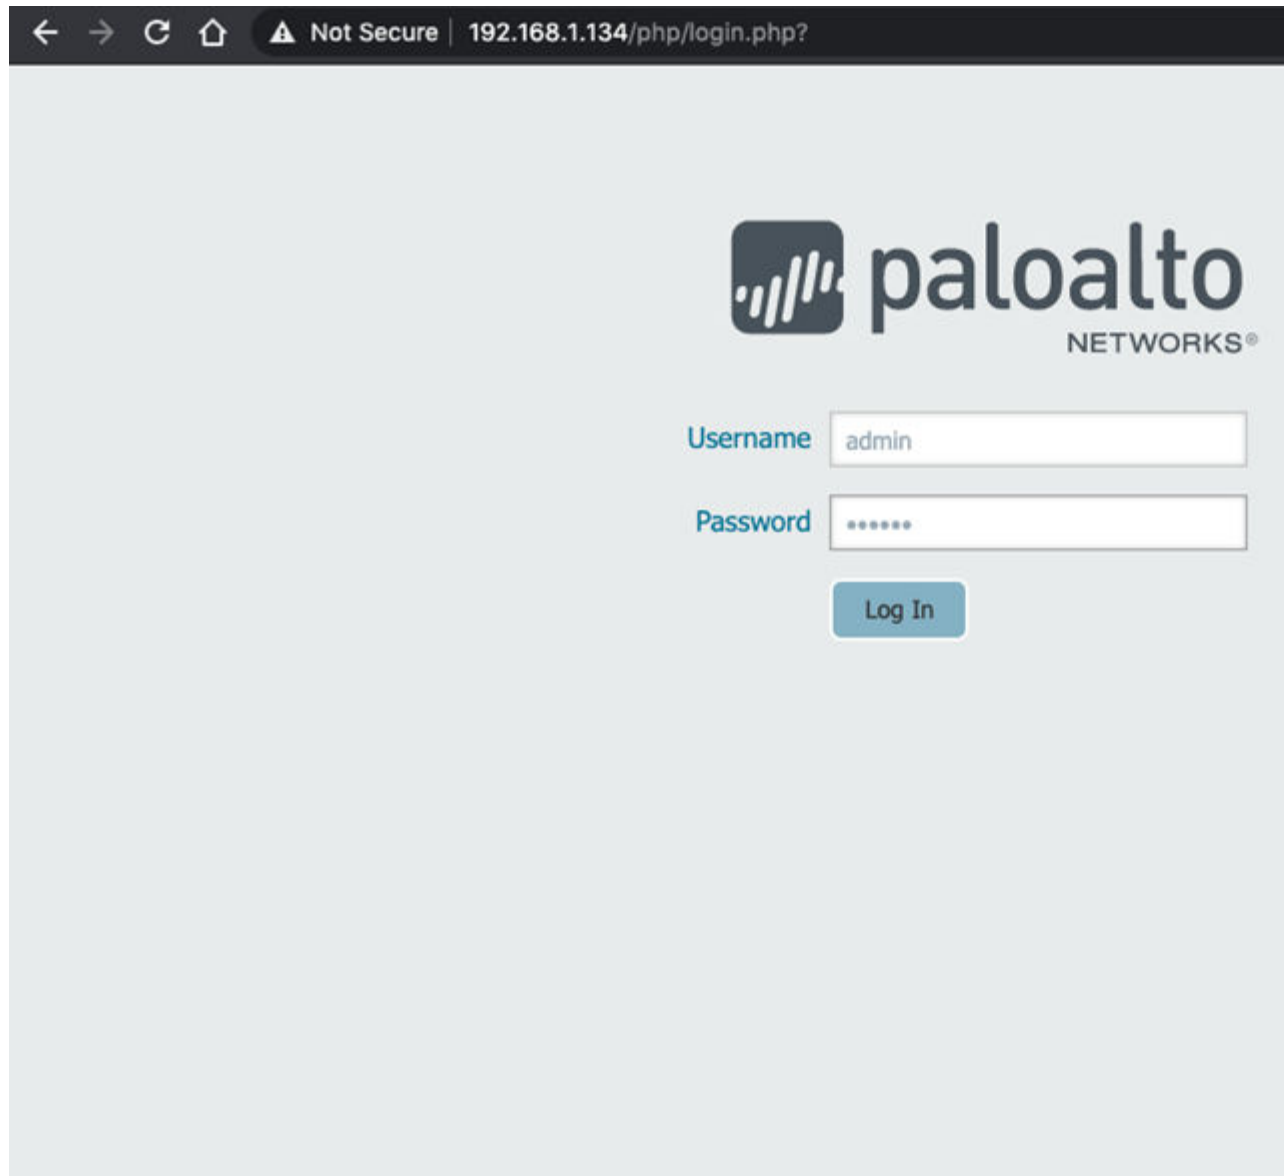 Not Secure | 192.168.1.134/php/login.php?
paloalto
NETWORKS®
Username admin
Password ••••••
Log In